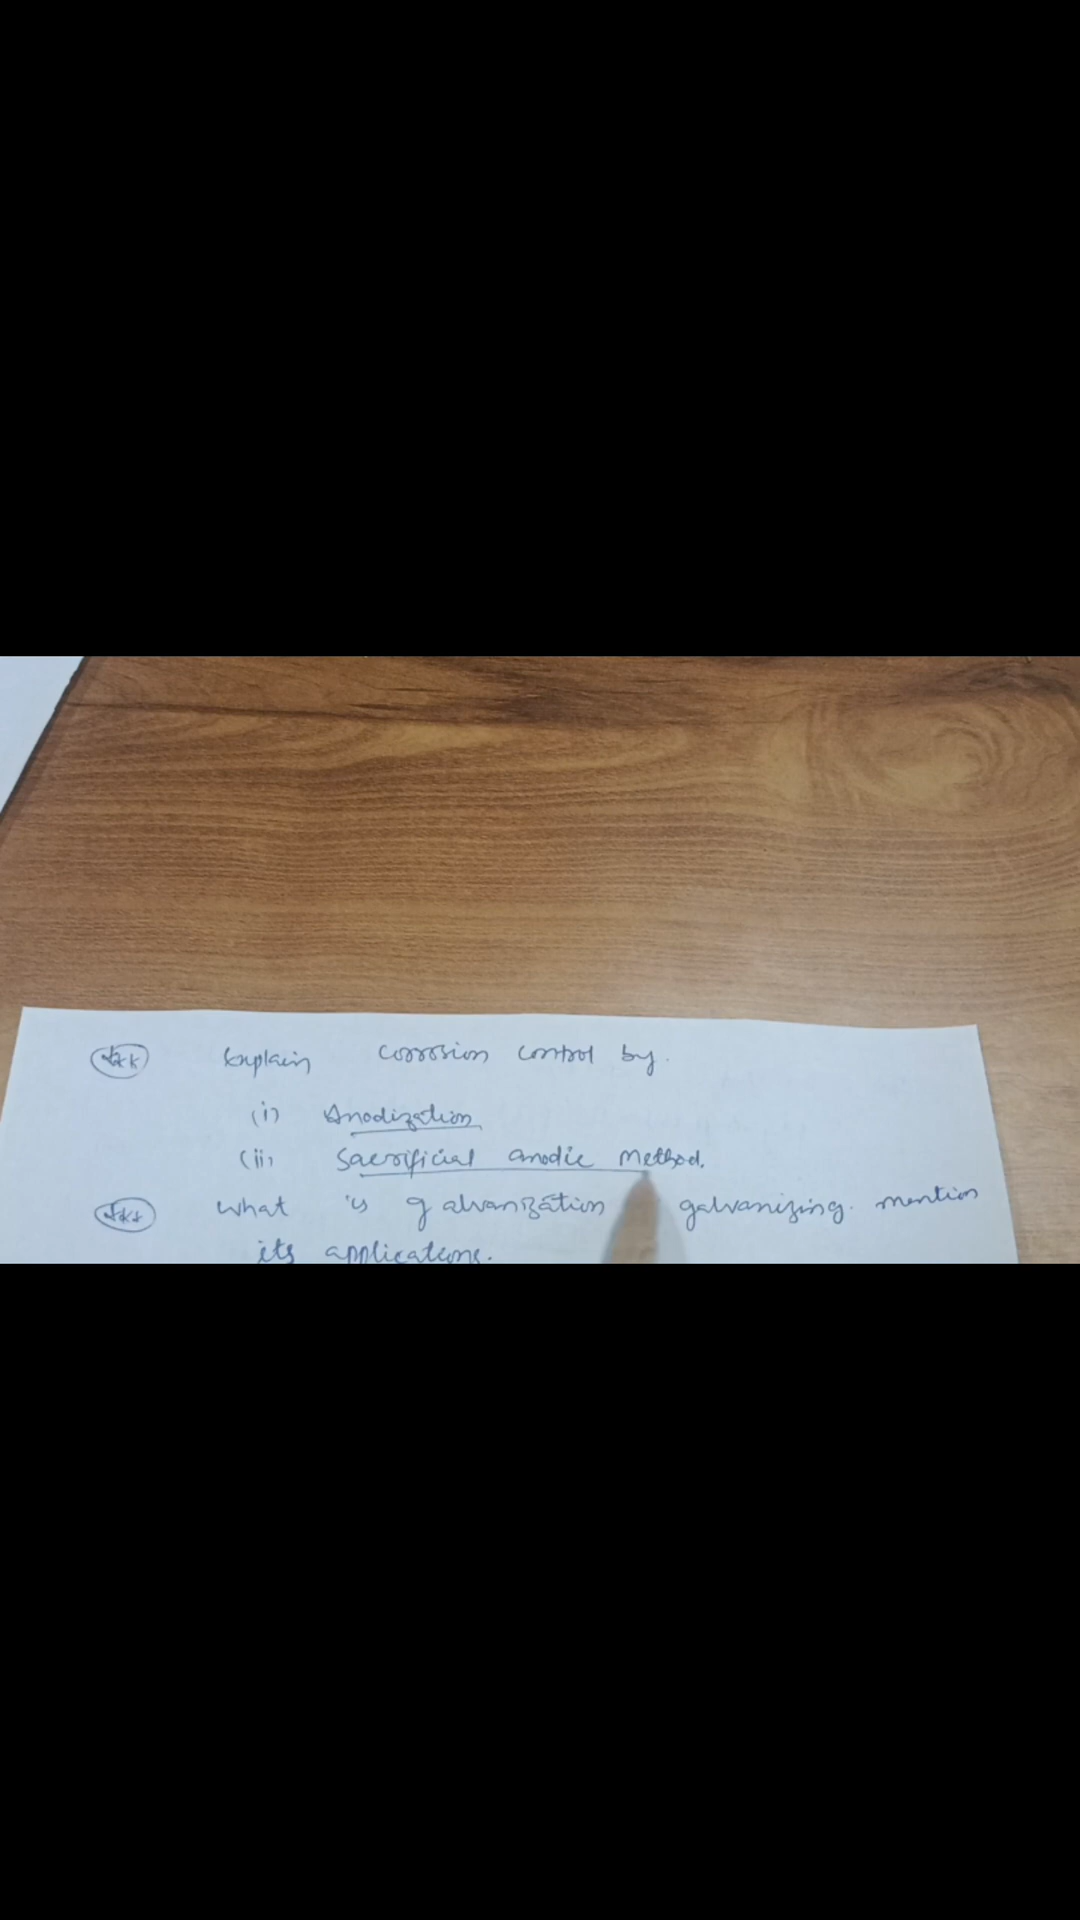 *** Explain corrosion control by.
(i) Anodization
(ii) Sacrificial anodic Method.
*** what is galvanization galvanizing. mention
its applications.